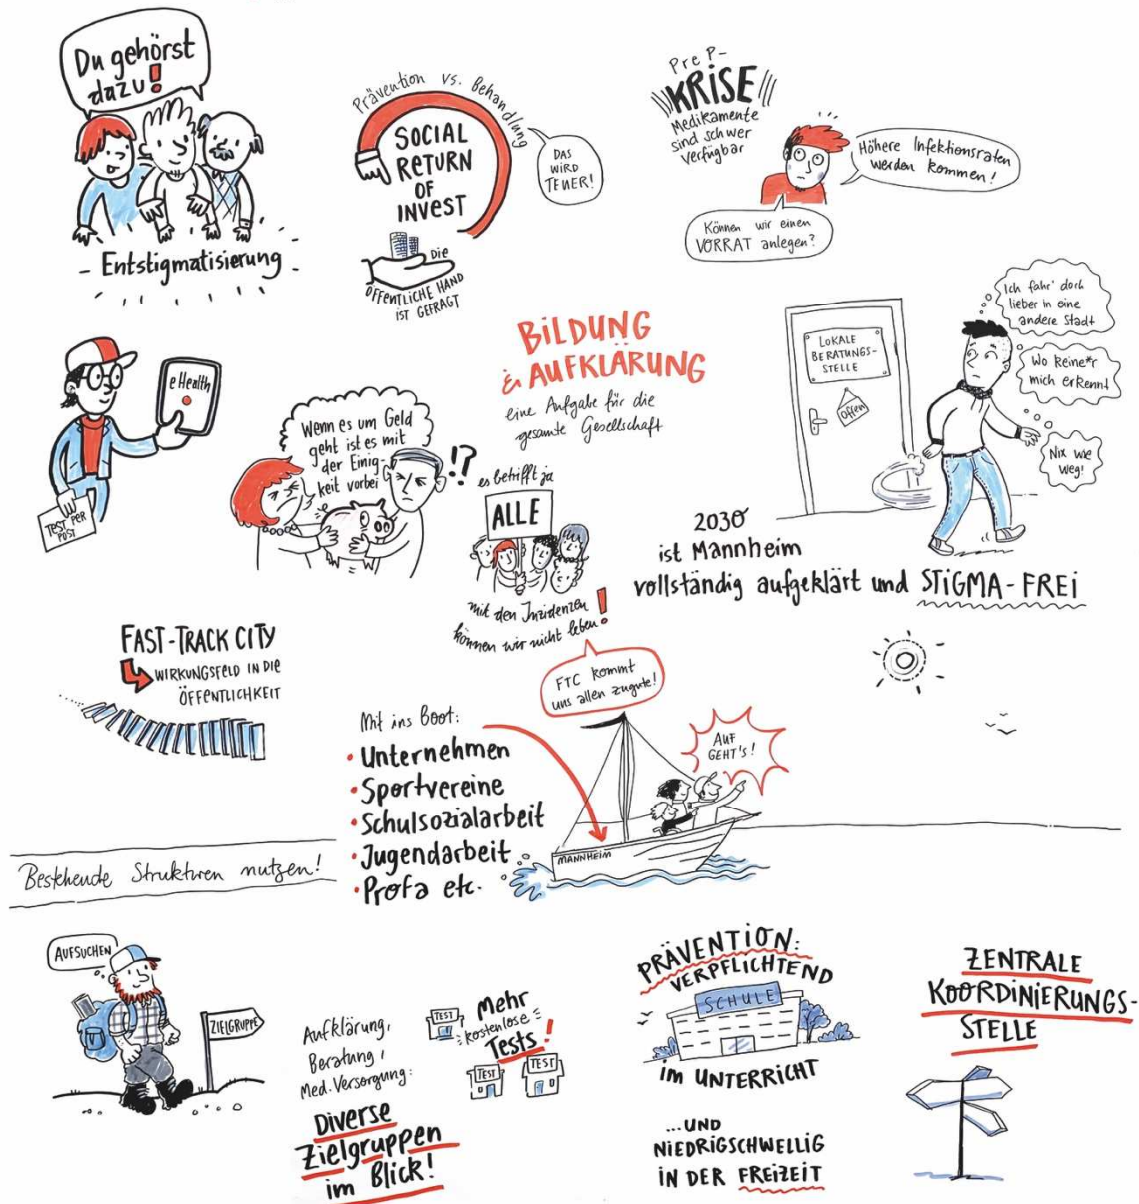 Du gehörst
dazu!
- Entstigmatisierung -
Prävention vs. Behandlung
SOCIAL
RETURN
OF
INVEST
DAS
WIRD
TEUER!
DIE
ÖFFENTLICHE HAND
IST GEFRAGT
PreP-
KRISE
Medikamente
sind schwer
verfügbar
Höhere Infektionsraten
werden kommen!
Können wir einen
VORRAT anlegen?
e Health
TEST PER
POST
Wenn es um Geld
geht ist es mit
der Einig-
keit vorbei
!?
BILDUNG
& AUFKLÄRUNG
eine Aufgabe für die
gesamte Gesellschaft
es betrifft ja
ALLE
mit den Inzidenzen
können wir nicht leben!
LOKALE
BERATUNGS-
STELLE
Offen
Ich fahr' doch
lieber in eine
andere Stadt
Wo keine*r
mich erkennt
Nix wie
weg!
2030
ist Mannheim
vollständig aufgeklärt und STIGMA-FREI
FAST-TRACK CITY
WIRKUNGSFELD IN DIE
ÖFFENTLICHKEIT
FTC kommt
uns allen zugute!
Mit ins Boot:
• Unternehmen
• Sportvereine
• Schulsozialarbeit
• Jugendarbeit
• Profa etc.
AUF
GEHT'S!
MANNHEIM
Bestehende Strukturen nutzen!
AUFSUCHEN
ZIELGRUPPE
Aufklärung,
Beratung,
Med. Versorgung:
Diverse
Zielgruppen
im Blick!
Mehr
kostenlose
Tests!
TEST
TEST
TEST
PRÄVENTION:
VERPFLICHTEND
SCHULE
im UNTERRICHT
...UND
NIEDRIGSCHWELLIG
IN DER FREIZEIT
ZENTRALE
KOORDINIERUNGS-
STELLE